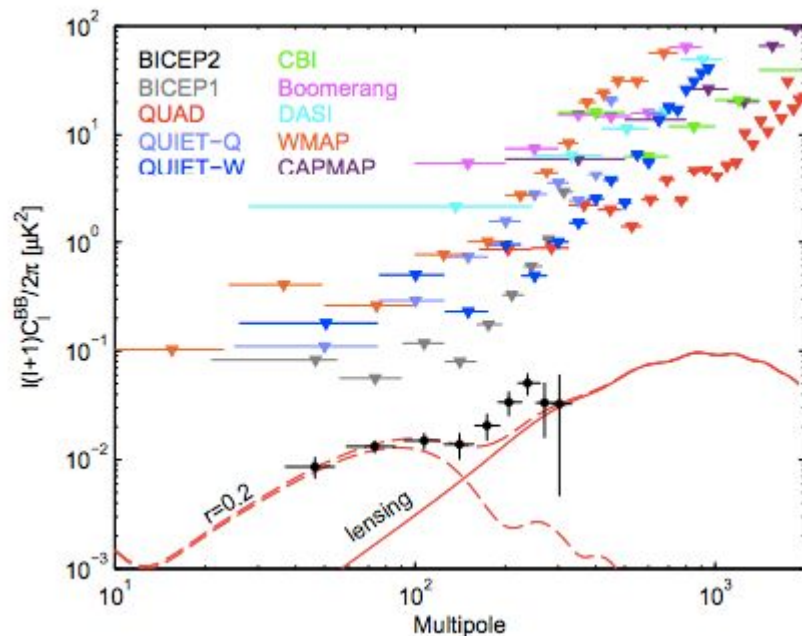 10²
10¹
10⁰
10⁻¹
10⁻²
10⁻³
l(l+1)C_l^BB/2π [μK²]
BICEP2
BICEP1
QUAD
QUIET-Q
QUIET-W
CBI
Boomerang
DASI
WMAP
CAPMAP
r=0.2
lensing
10¹
10²
10³
Multipole